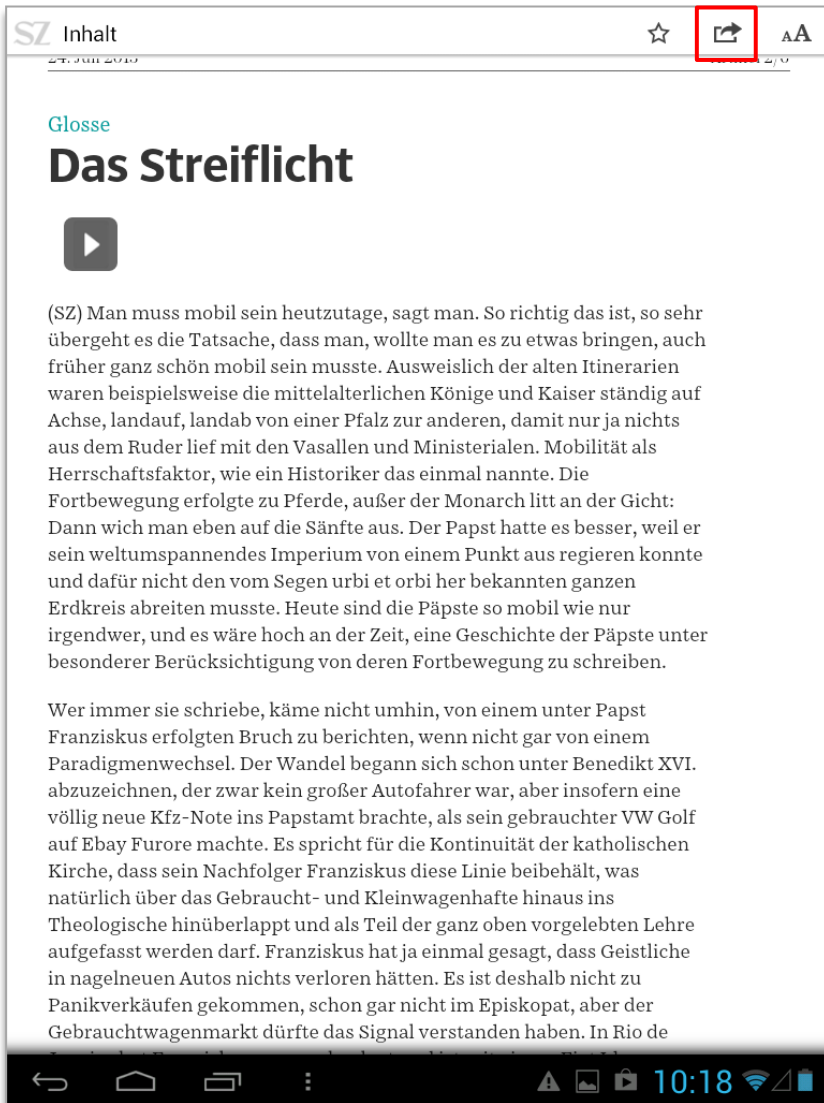 SZ Inhalt AA
24. Juli 2013
Glosse
Das Streiflicht
(SZ) Man muss mobil sein heutzutage, sagt man. So richtig das ist, so sehr
übergeht es die Tatsache, dass man, wollte man es zu etwas bringen, auch
früher ganz schön mobil sein musste. Ausweislich der alten Itinerarien
waren beispielsweise die mittelalterlichen Könige und Kaiser ständig auf
Achse, landauf, landab von einer Pfalz zur anderen, damit nur ja nichts
aus dem Ruder lief mit den Vasallen und Ministerialen. Mobilität als
Herrschaftsfaktor, wie ein Historiker das einmal nannte. Die
Fortbewegung erfolgte zu Pferde, außer der Monarch litt an der Gicht:
Dann wich man eben auf die Sänfte aus. Der Papst hatte es besser, weil er
sein weltumspannendes Imperium von einem Punkt aus regieren konnte
und dafür nicht den vom Segen urbi et orbi her bekannten ganzen
Erdkreis abreiten musste. Heute sind die Päpste so mobil wie nur
irgendwer, und es wäre hoch an der Zeit, eine Geschichte der Päpste unter
besonderer Berücksichtigung von deren Fortbewegung zu schreiben.
Wer immer sie schriebe, käme nicht umhin, von einem unter Papst
Franziskus erfolgten Bruch zu berichten, wenn nicht gar von einem
Paradigmenwechsel. Der Wandel begann sich schon unter Benedikt XVI.
abzuzeichnen, der zwar kein großer Autofahrer war, aber insofern eine
völlig neue Kfz-Note ins Papstamt brachte, als sein gebrauchter VW Golf
auf Ebay Furore machte. Es spricht für die Kontinuität der katholischen
Kirche, dass sein Nachfolger Franziskus diese Linie beibehält, was
natürlich über das Gebraucht- und Kleinwagenhafte hinaus ins
Theologische hinüberlappt und als Teil der ganz oben vorgelebten Lehre
aufgefasst werden darf. Franziskus hat ja einmal gesagt, dass Geistliche
in nagelneuen Autos nichts verloren hätten. Es ist deshalb nicht zu
Panikverkäufen gekommen, schon gar nicht im Episkopat, aber der
Gebrauchtwagenmarkt dürfte das Signal verstanden haben. In Rio de
10:18